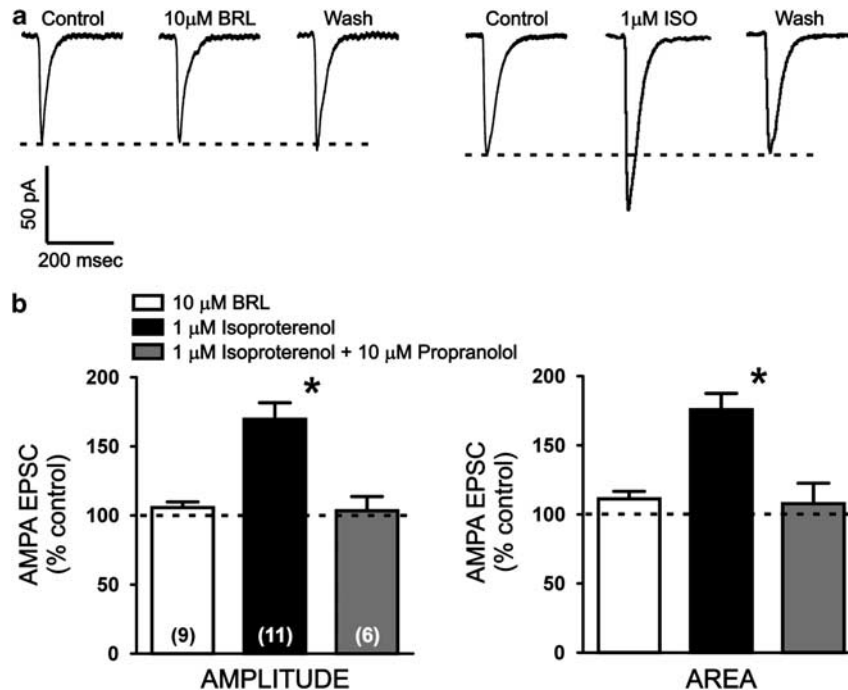 a
Control 10μM BRL Wash
Control 1μM ISO Wash
50 pA
200 msec
b
10 μM BRL
1 μM Isoproterenol
1 μM Isoproterenol + 10 μM Propranolol
AMPA EPSC
(% control)
200
150
100
50
0
*
(9) (11) (6)
AMPLITUDE
AMPA EPSC
(% control)
200
150
100
50
0
*
AREA